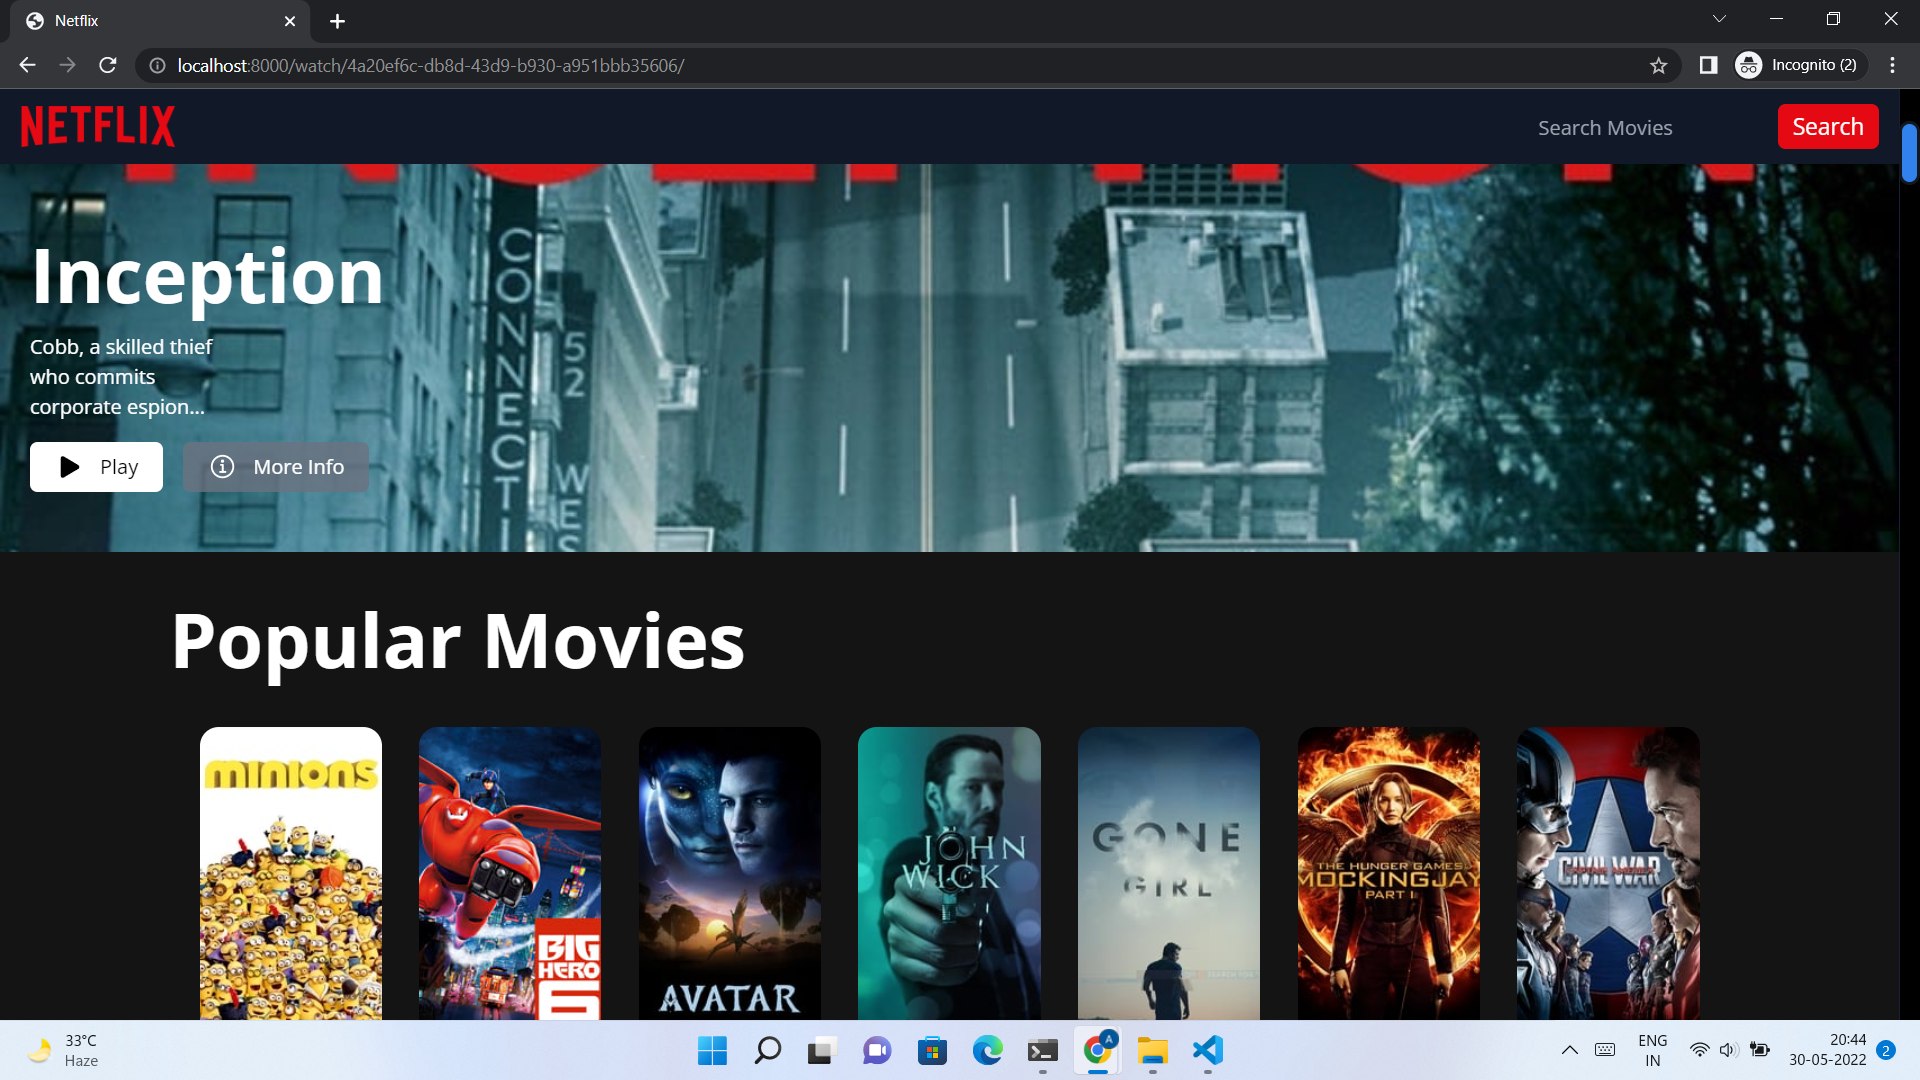 Netflix
localhost:8000/watch/4a20ef6c-db8d-43d9-b930-a951bbb35606/
Incognito (2)
NETFLIX
Search Movies
Search
Inception
Cobb, a skilled thief
who commits
corporate espion...
Play
More Info
CONNECTI
52 WES
Popular Movies
minions
BIG
HERO
6
AVATAR
JOHN
WICK
GONE
GIRL
THE HUNGER GAMES
MOCKINGJAY
PART 1
CIVIL WAR
CAPTAIN AMERICA
33°C
Haze
A
ENG
IN
20:44
30-05-2022
2